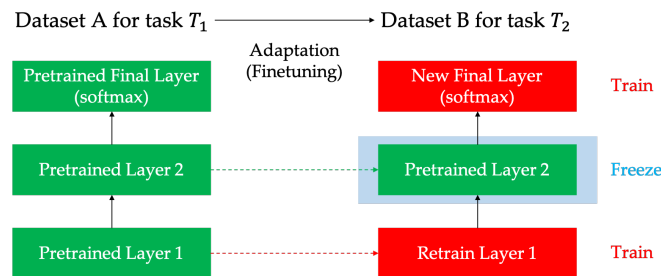 Dataset A for task T₁
Dataset B for task T₂
Adaptation
(Finetuning)
Pretrained Final Layer
(softmax)
New Final Layer
(softmax)
Train
Pretrained Layer 2
Pretrained Layer 2
Freeze
Pretrained Layer 1
Retrain Layer 1
Train